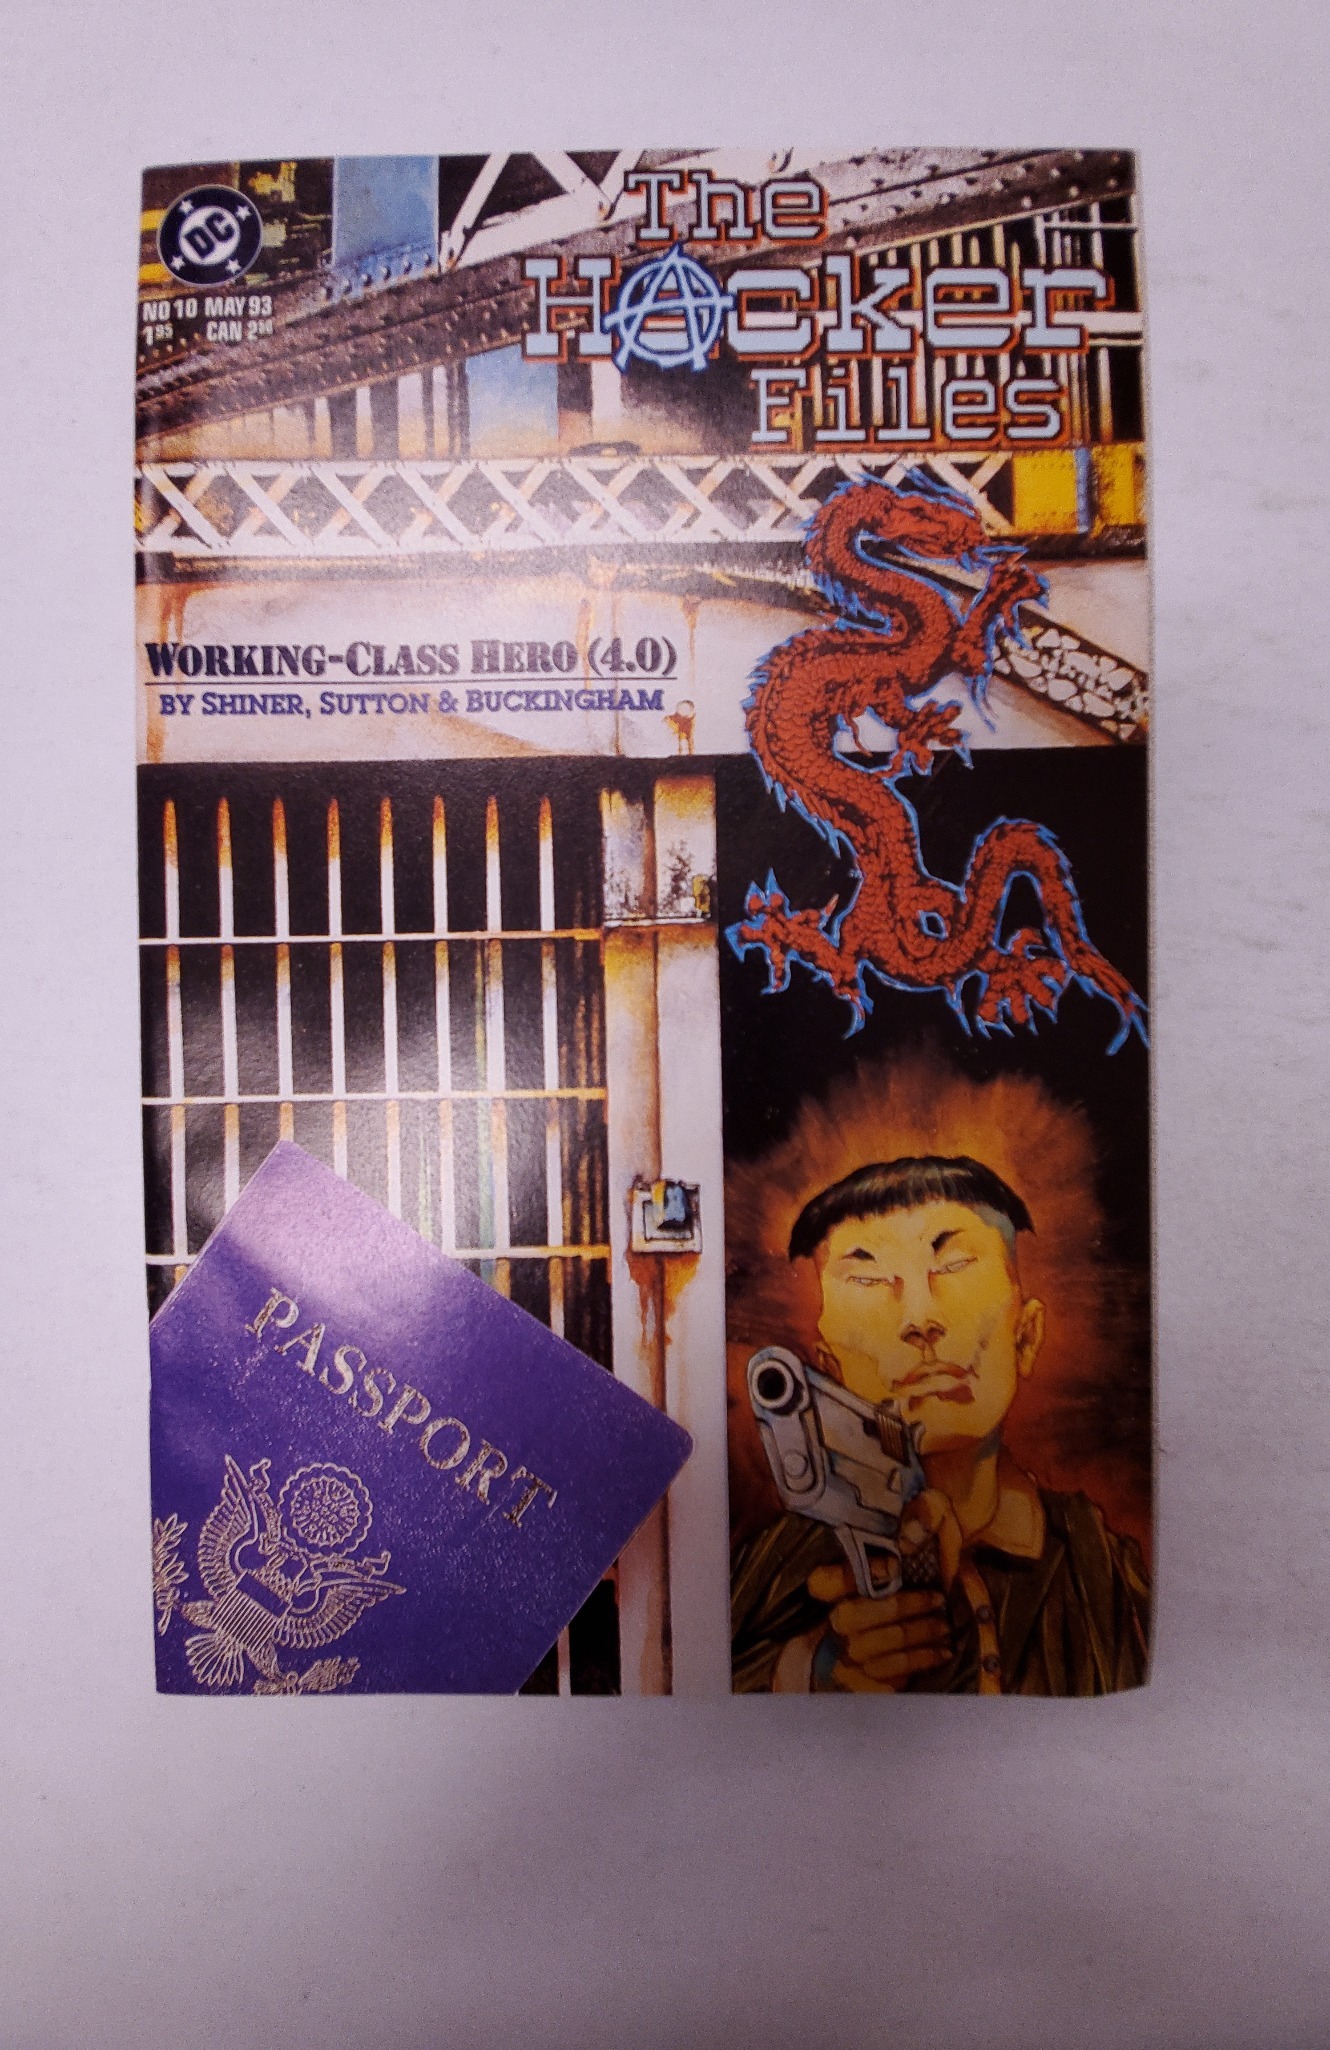 DC
NO 10 MAY 93
1.95 CAN 2.50
The
HAcker
Files
WORKING-CLASS HERO (4.0)
BY SHINER, SUTTON & BUCKINGHAM
PASSPORT